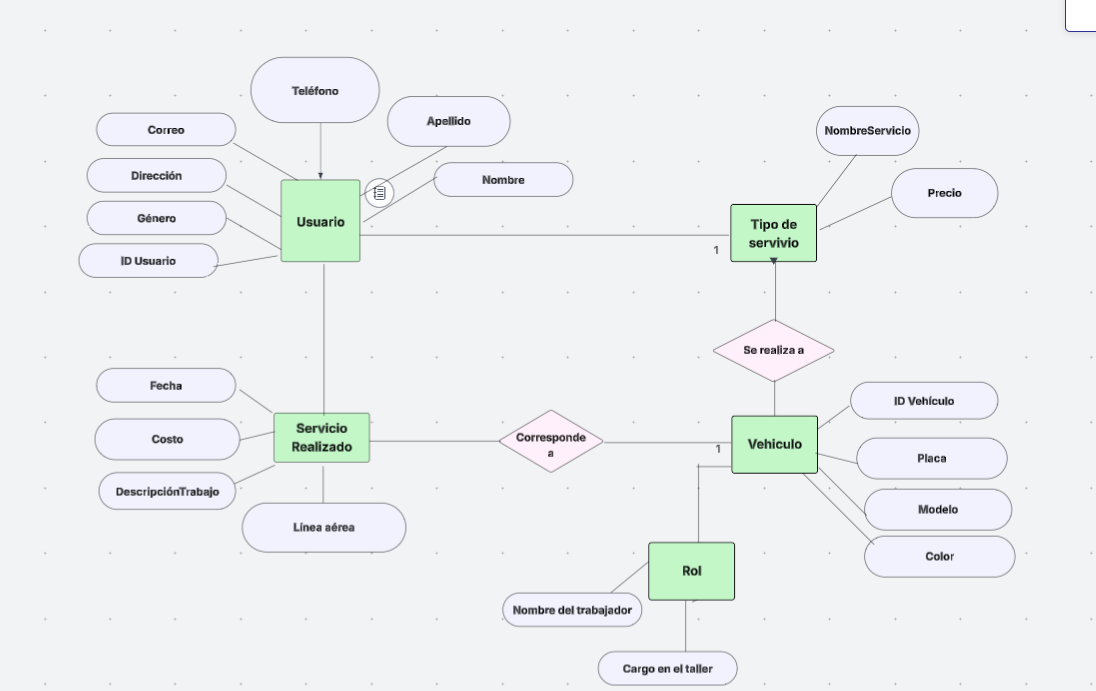 Teléfono
Apellido
NombreServicio
Correo
Dirección
Nombre
Precio
Género
Usuario
Tipo de
servivio
1
ID Usuario
Se realiza a
Fecha
ID Vehículo
Costo
Servicio
Realizado
Corresponde
a
1
Vehiculo
Placa
DescripciónTrabajo
Modelo
Línea aérea
Color
Rol
Nombre del trabajador
Cargo en el taller